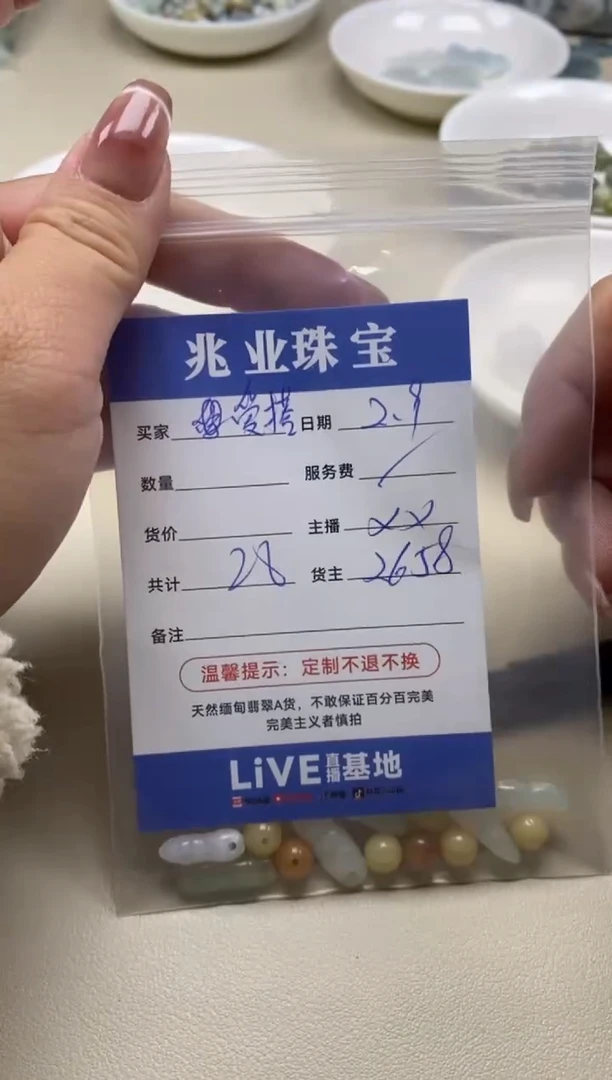 兆业珠宝
买家 日期 2.9
数量 服务费 /
货价 主播 XX
共计 28 货主 2658
备注
温馨提示：定制不退不换
天然缅甸翡翠A货，不敢保证百分百完美
完美主义者慎拍
LiVE直播基地